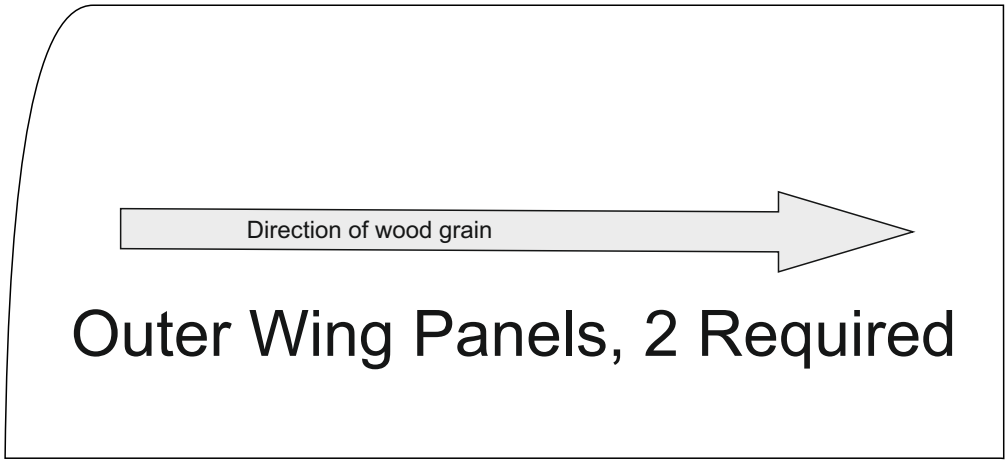 Direction of wood grain
Outer Wing Panels, 2 Required